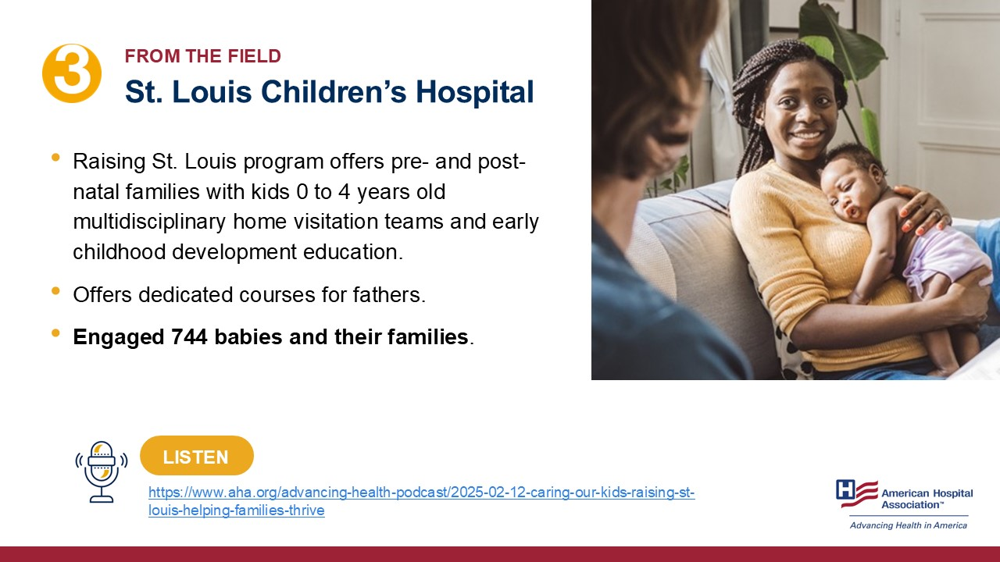 3
FROM THE FIELD
St. Louis Children’s Hospital
• Raising St. Louis program offers pre- and post-
natal families with kids 0 to 4 years old
multidisciplinary home visitation teams and early
childhood development education.
• Offers dedicated courses for fathers.
• Engaged 744 babies and their families.
LISTEN
https://www.aha.org/advancing-health-podcast/2025-02-12-caring-our-kids-raising-st-
louis-helping-families-thrive
H American Hospital
Association™
Advancing Health in America